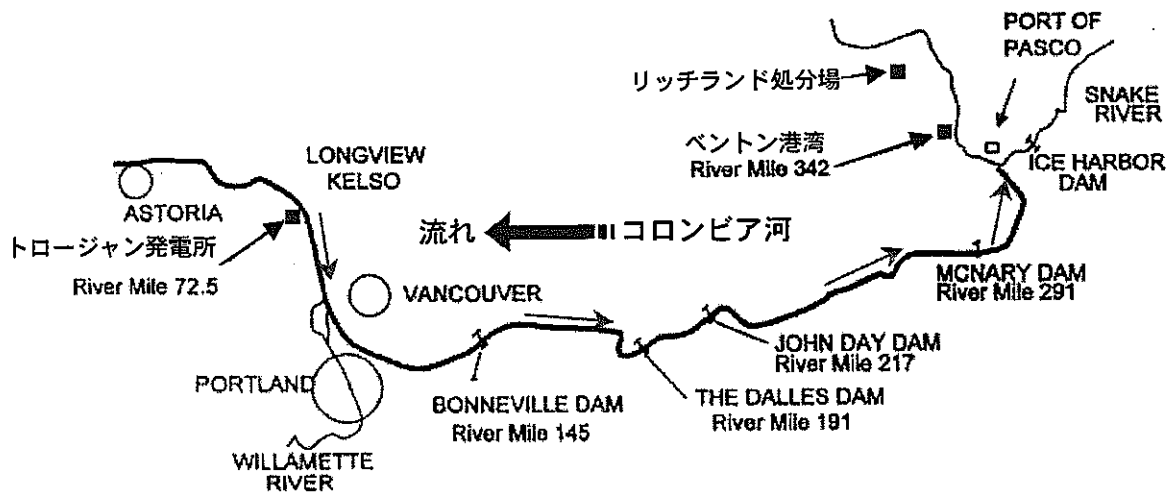 PORT OF
PASCO
リッチランド処分場
SNAKE
RIVER
ベントン港湾
River Mile 342
ICE HARBOR
DAM
LONGVIEW
KELSO
ASTORIA
トロージャン発電所
River Mile 72.5
流れ
コロンビア河
VANCOUVER
MCNARY DAM
River Mile 291
JOHN DAY DAM
River Mile 217
PORTLAND
BONNEVILLE DAM
River Mile 145
THE DALLES DAM
River Mile 191
WILLAMETTE
RIVER